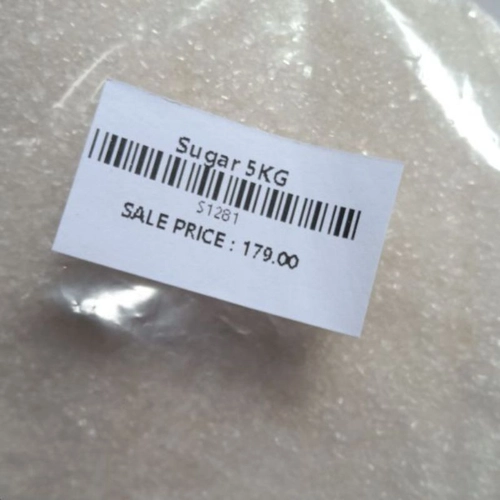 Sugar 5KG
S1281
SALE PRICE : 179.00